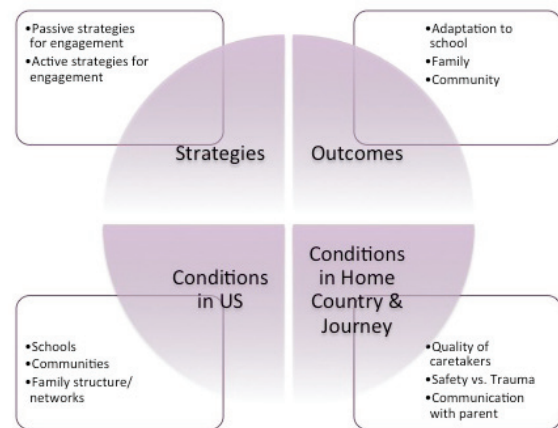 •Passive strategies
for engagement
•Active strategies for
engagement
•Adaptation to
school
•Family
•Community
Strategies
Outcomes
Conditions
in US
Conditions
in Home
Country &
Journey
•Schools
•Communities
•Family structure/
networks
•Quality of
caretakers
•Safety vs. Trauma
•Communication
with parent